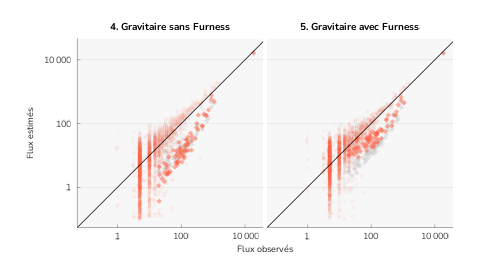 4. Gravitaire sans Furness
5. Gravitaire avec Furness
Flux estimés
10 000
100
1
1
100
10 000
1
100
10 000
Flux observés